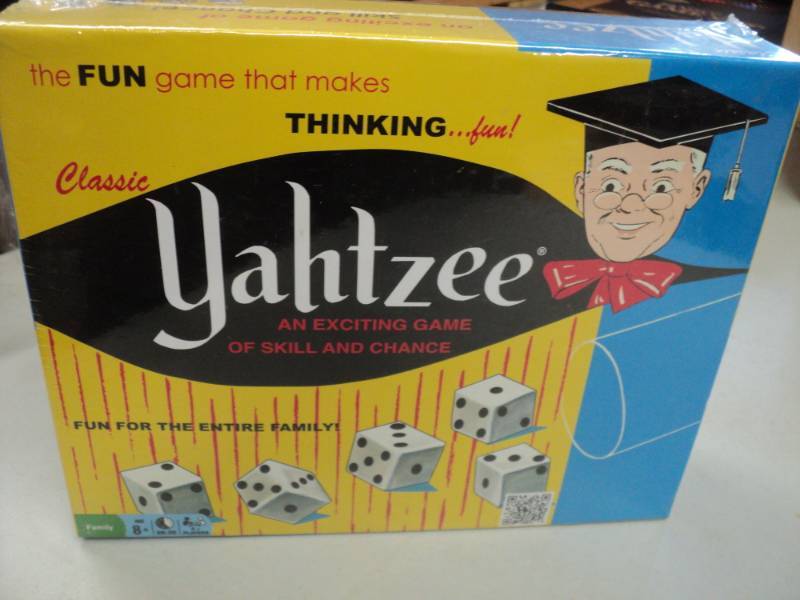 the FUN game that makes
THINKING...fun!
Classic
Yahtzee®
AN EXCITING GAME
OF SKILL AND CHANCE
FUN FOR THE ENTIRE FAMILY!
Family
8+